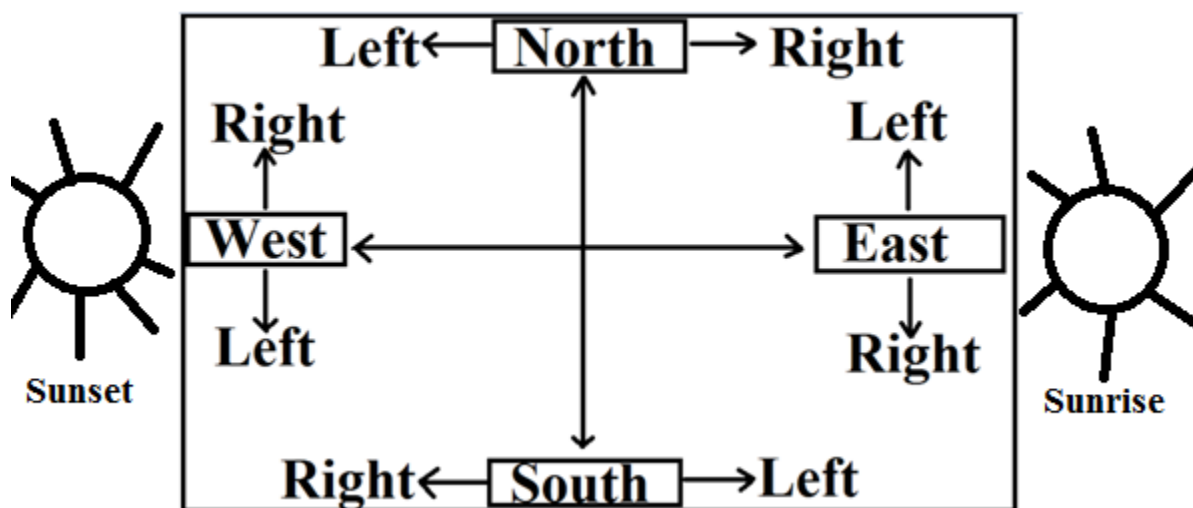 Left North Right
Right Left
West East
Left Right
Sunset Sunrise
Right South Left